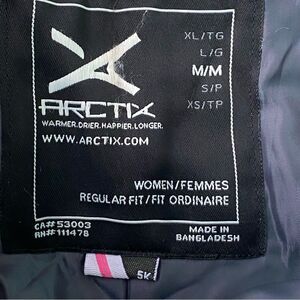 XL/TG
L/G
M/M
S/P
XS/TP
ARCTIX
WARMER.DRIER.HAPPIER.LONGER.
WWW.ARCTIX.COM
WOMEN/FEMMES
REGULAR FIT/FIT ORDINAIRE
CA# 53003
RN# 111478
MADE IN
BANGLADESH
5K